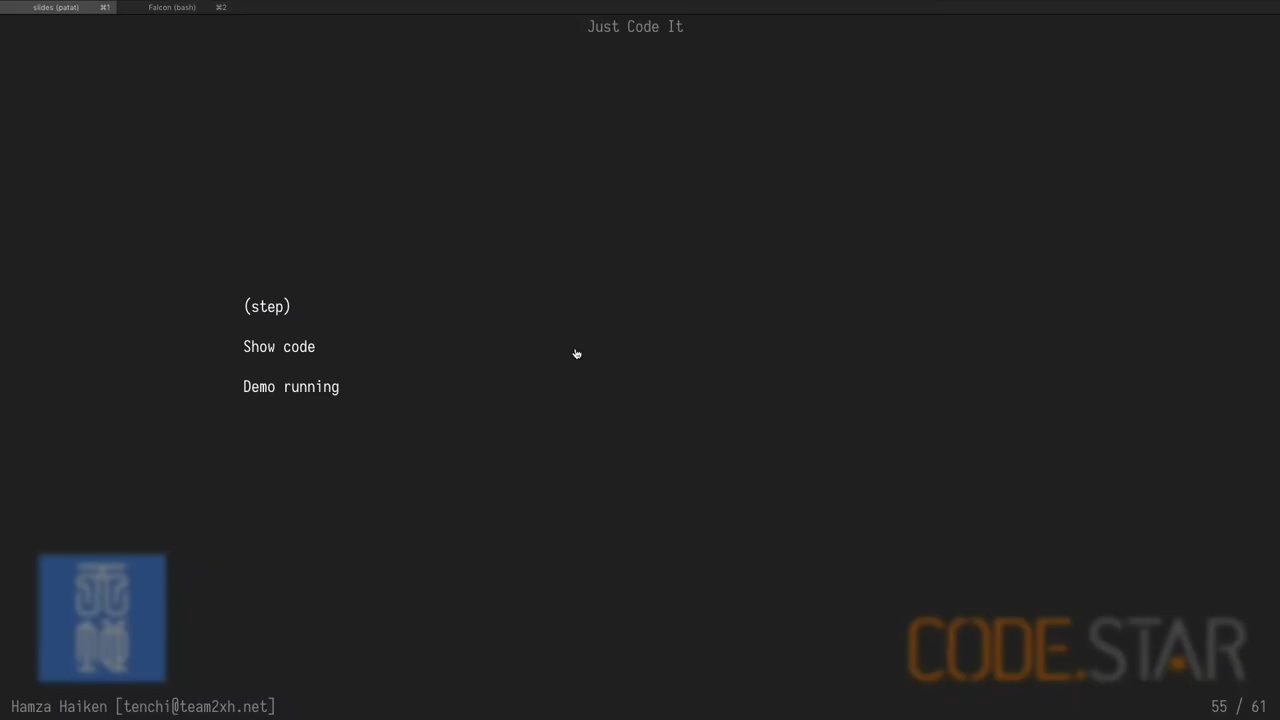 slides (patat) ⌘1 Falcon (bash) ⌘2
Just Code It
(step)
Show code
Demo running
CODE.STAR
Hamza Haiken [tenchi@team2xh.net] 55 / 61